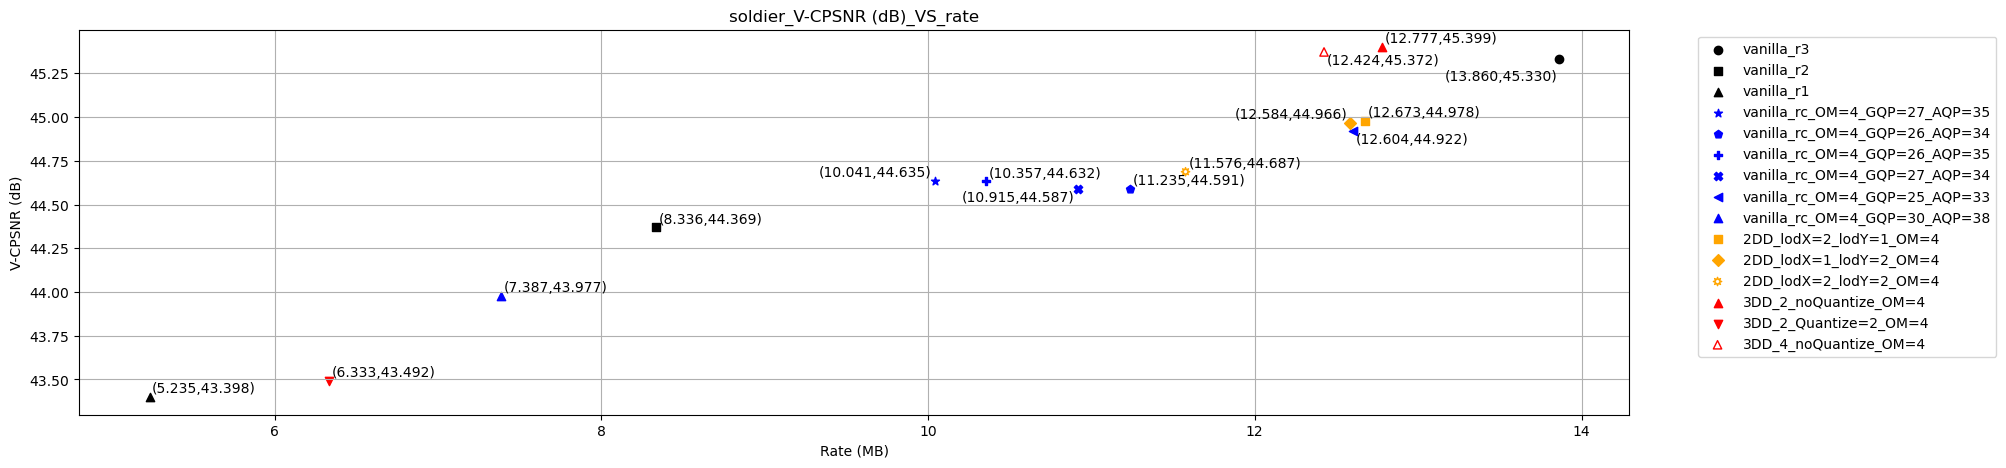 soldier_V-CPSNR (dB)_VS_rate
V-CPSNR (dB)
45.25
45.00
44.75
44.50
44.25
44.00
43.75
43.50
(12.777,45.399)
(12.424,45.372)
(13.860,45.330)
(12.584,44.966)
(12.673,44.978)
(12.604,44.922)
(11.576,44.687)
(10.041,44.635)
(10.357,44.632)
(11.235,44.591)
(10.915,44.587)
(8.336,44.369)
(7.387,43.977)
(6.333,43.492)
(5.235,43.398)
6
8
10
12
14
Rate (MB)
vanilla_r3
vanilla_r2
vanilla_r1
vanilla_rc_OM=4_GQP=27_AQP=35
vanilla_rc_OM=4_GQP=26_AQP=34
vanilla_rc_OM=4_GQP=26_AQP=35
vanilla_rc_OM=4_GQP=27_AQP=34
vanilla_rc_OM=4_GQP=25_AQP=33
vanilla_rc_OM=4_GQP=30_AQP=38
2DD_lodX=2_lodY=1_OM=4
2DD_lodX=1_lodY=2_OM=4
2DD_lodX=2_lodY=2_OM=4
3DD_2_noQuantize_OM=4
3DD_2_Quantize=2_OM=4
3DD_4_noQuantize_OM=4